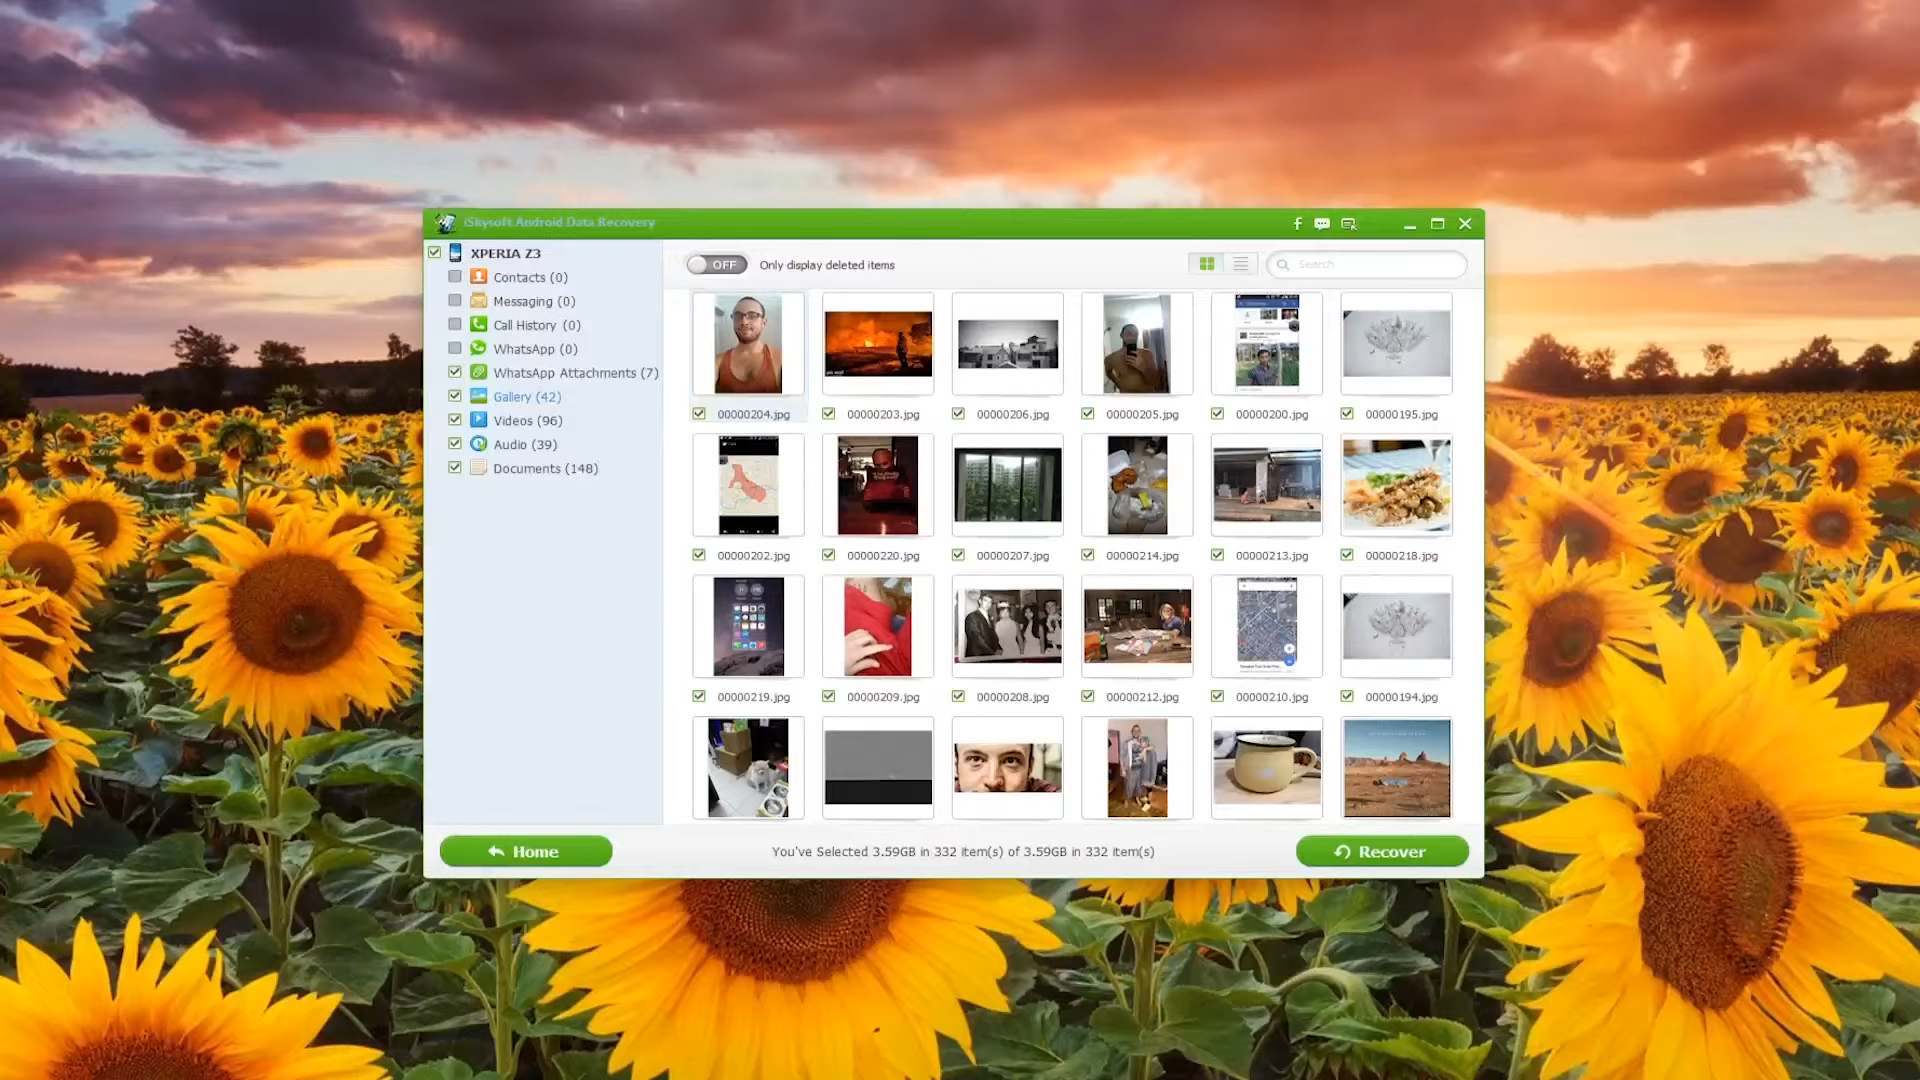 iSkysoft Android Data Recovery
XPERIA Z3
Contacts (0)
Messaging (0)
Call History (0)
WhatsApp (0)
WhatsApp Attachments (7)
Gallery (42)
Videos (96)
Audio (39)
Documents (148)
OFF
Only display deleted items
Search
00000204.jpg
00000203.jpg
00000206.jpg
00000205.jpg
00000200.jpg
00000195.jpg
00000202.jpg
00000220.jpg
00000207.jpg
00000214.jpg
00000213.jpg
00000218.jpg
00000219.jpg
00000209.jpg
00000208.jpg
00000212.jpg
00000210.jpg
00000194.jpg
Home
You've Selected 3.59GB in 332 item(s) of 3.59GB in 332 item(s)
Recover